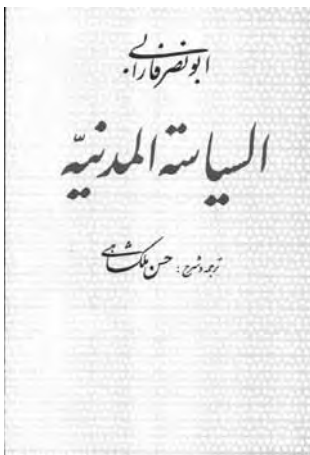 ابونصر فارابی
السیاسة المدنیّه
ترجمه و شرح: حسن ملکشاهی